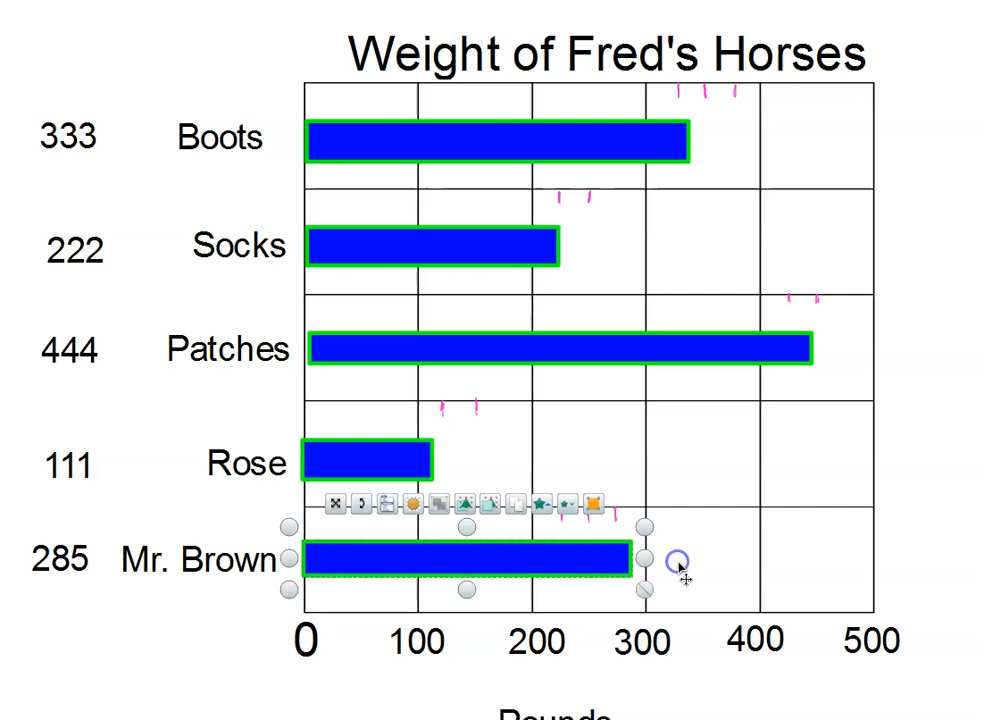 Weight of Fred's Horses
333 Boots
222 Socks
444 Patches
111 Rose
285 Mr. Brown
0 100 200 300 400 500
Pounds